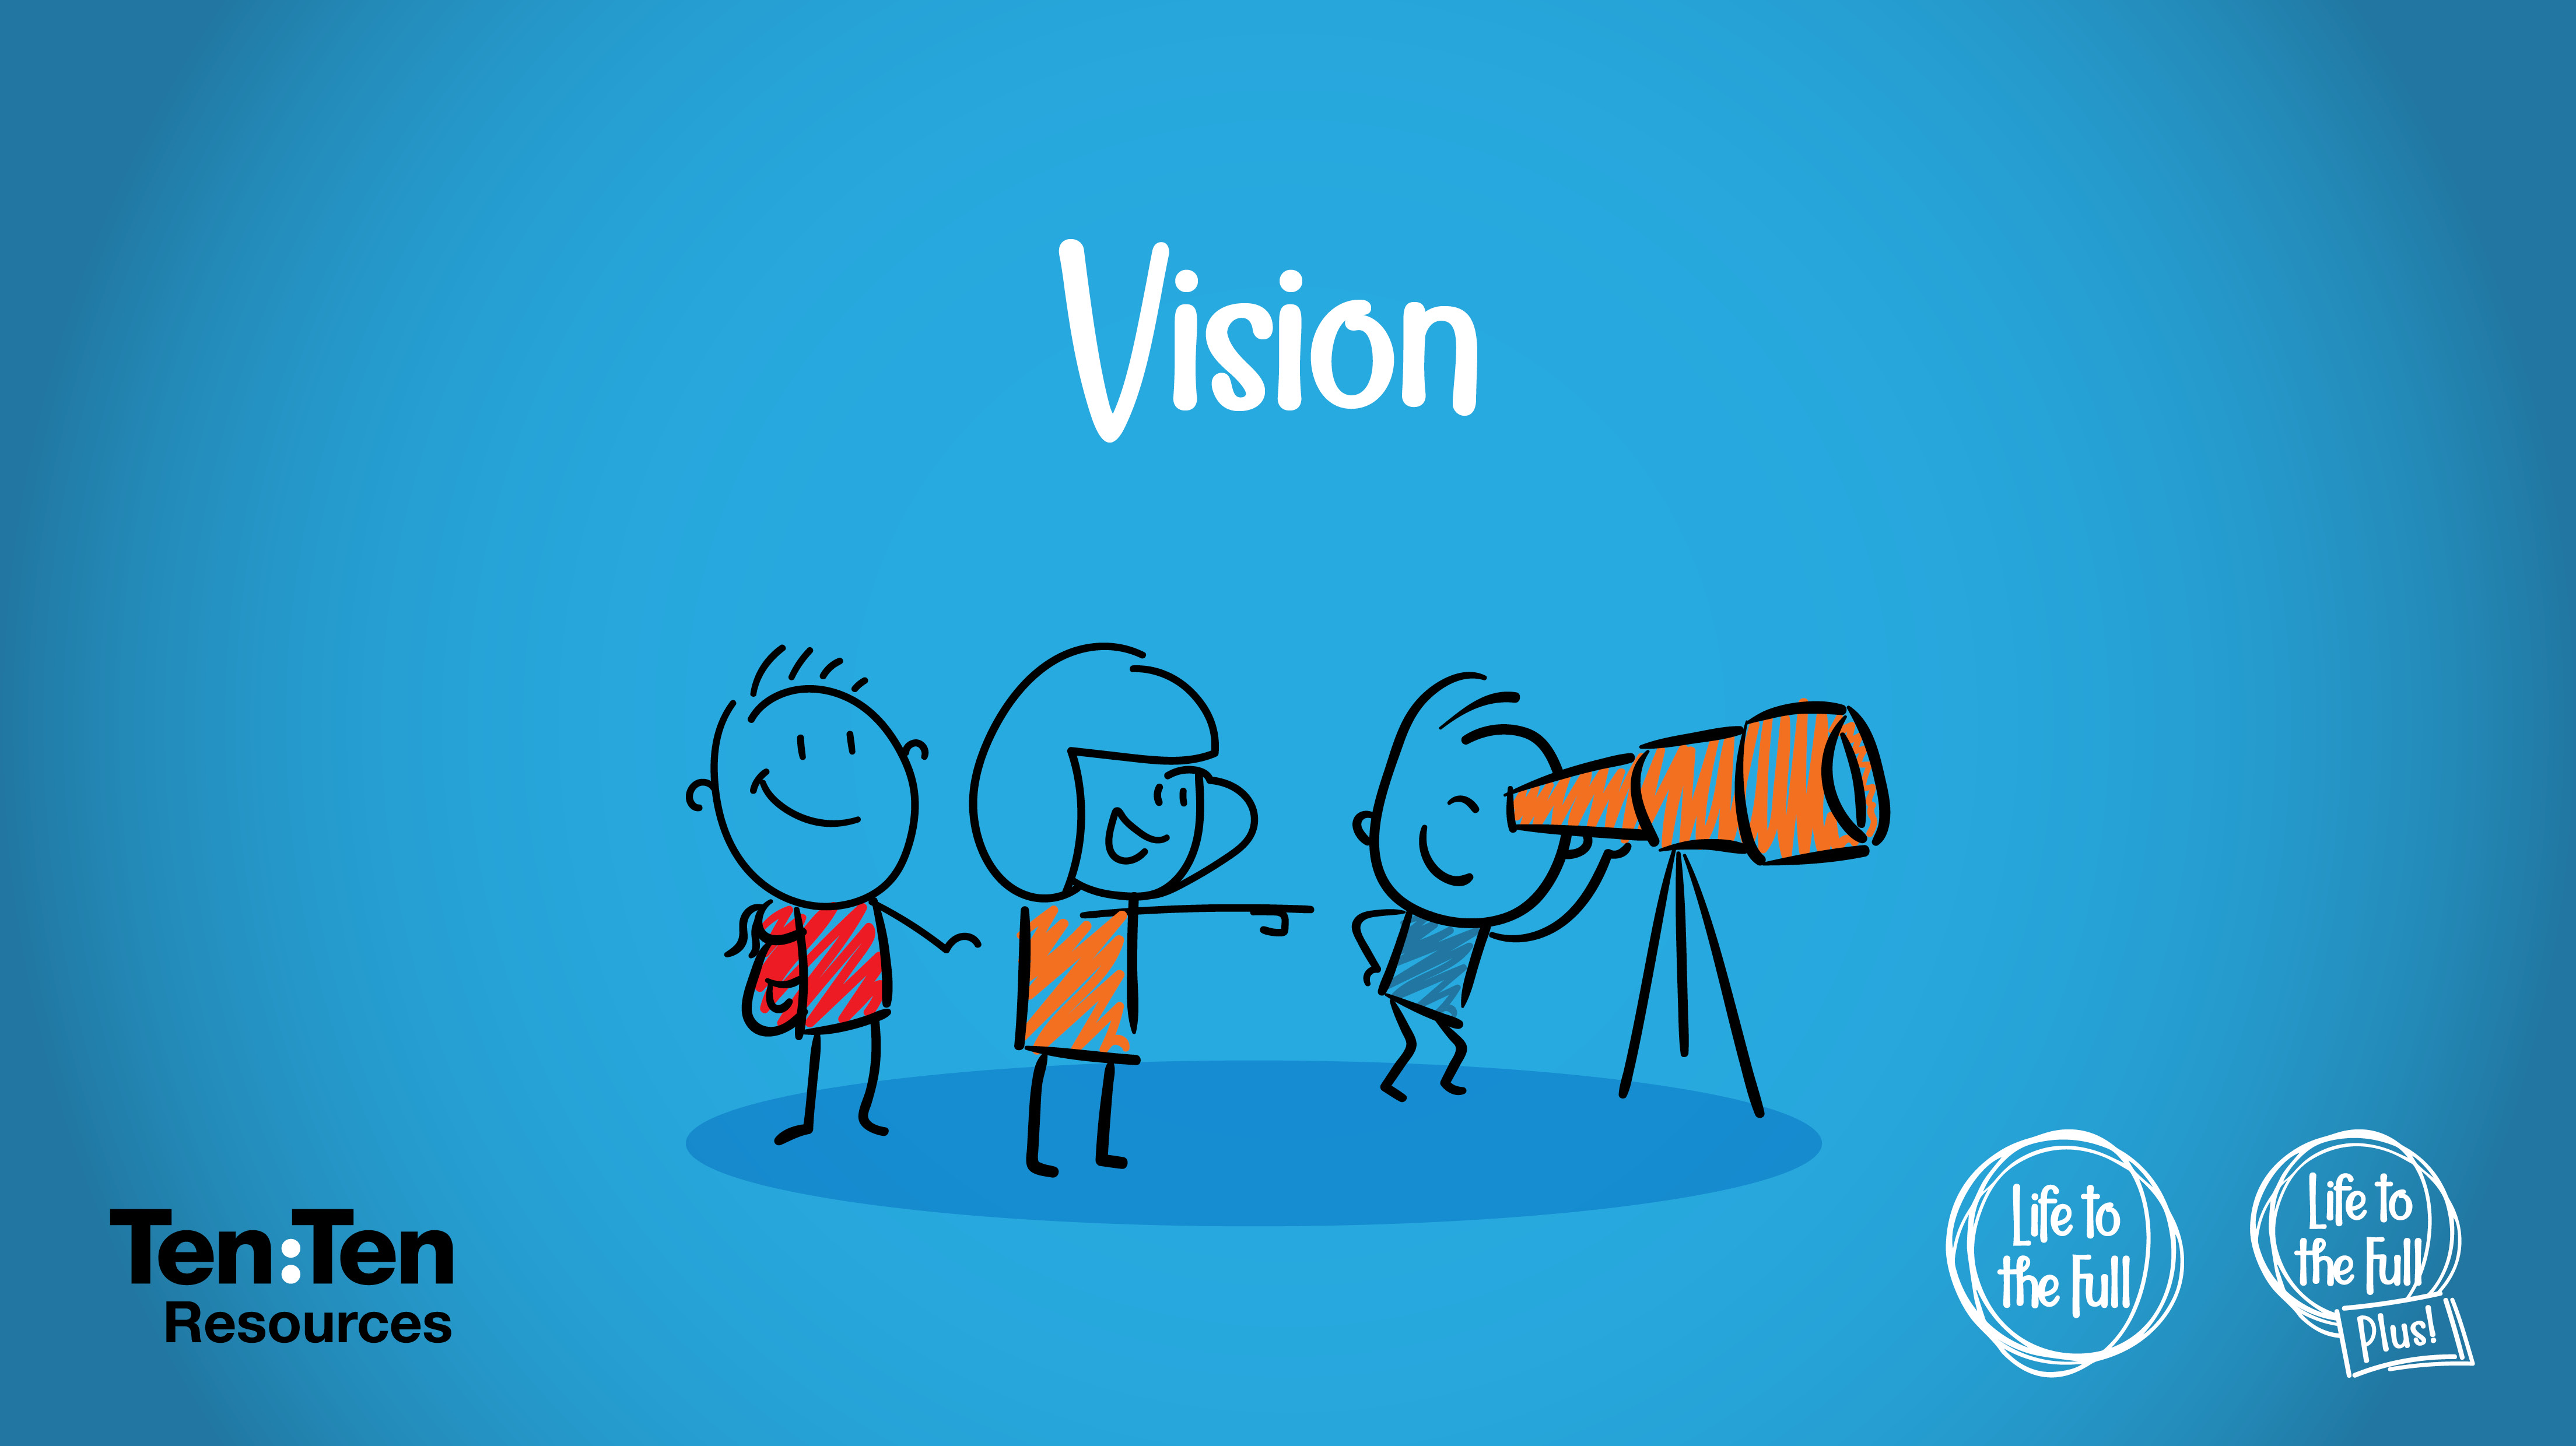 Vision
Ten:Ten
Resources
Life to
the Full
Life to
the Full
Plus!